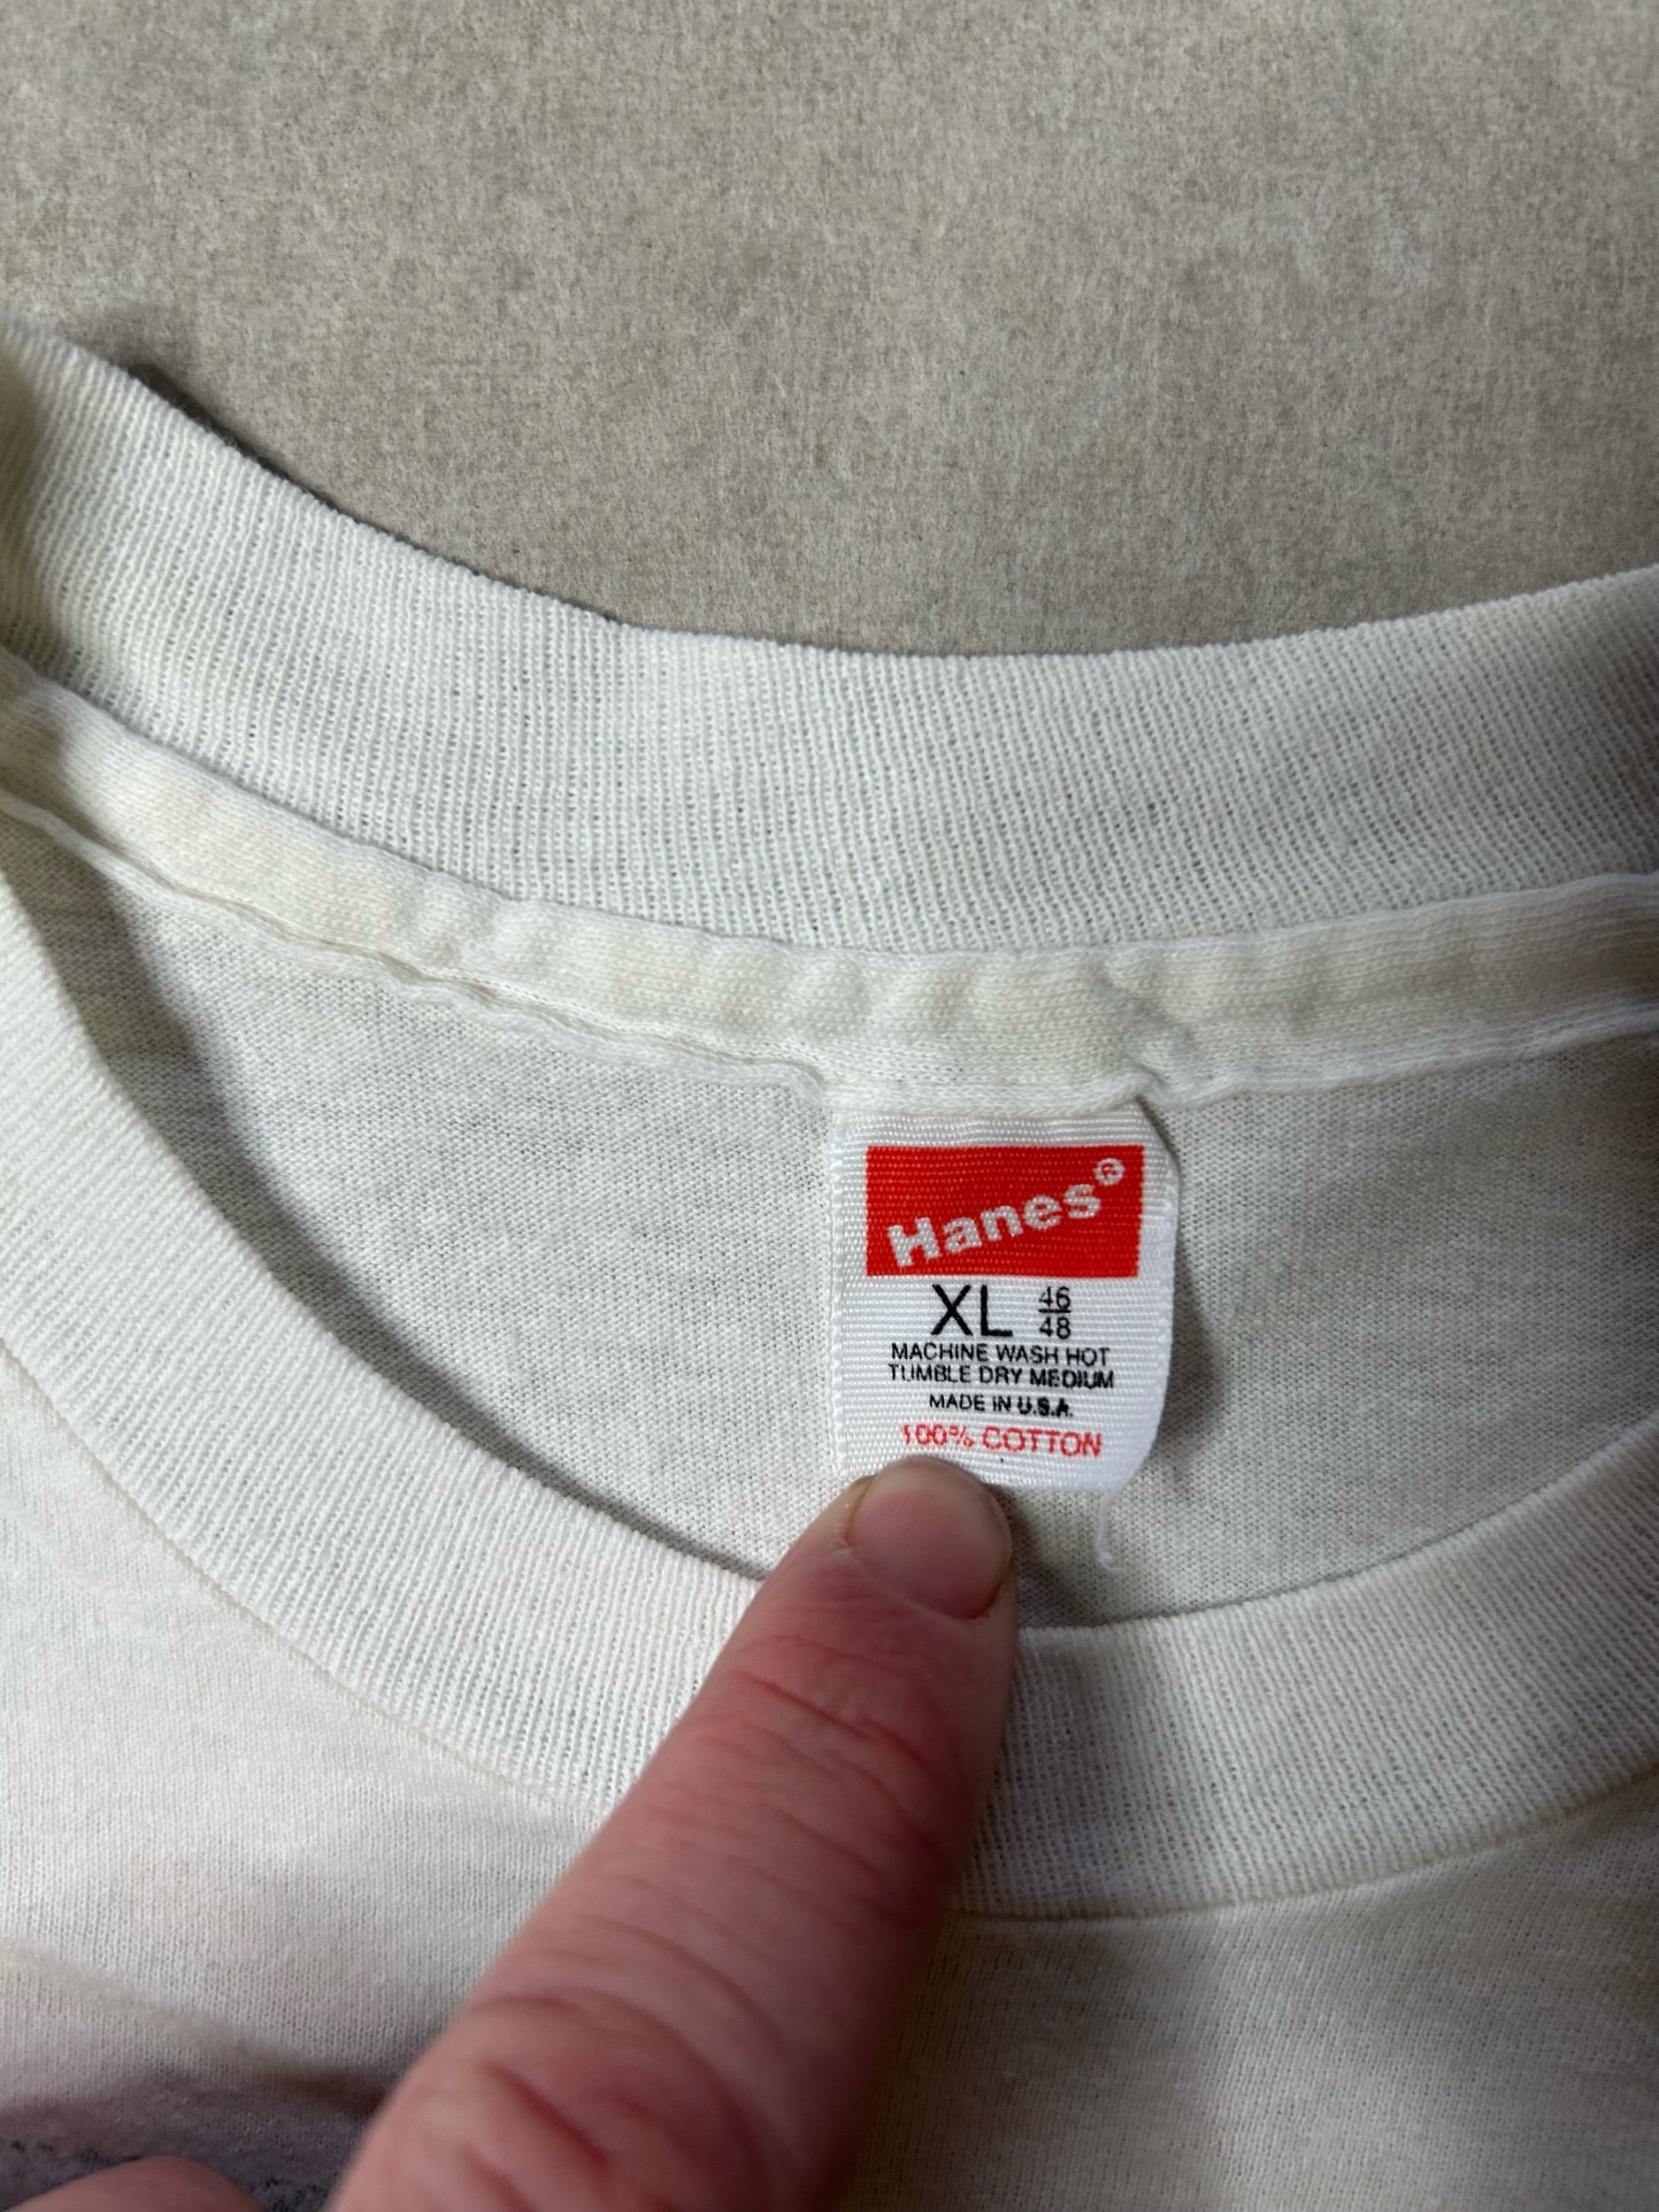 Hanes®
XL 46/48
MACHINE WASH HOT
TUMBLE DRY MEDIUM
MADE IN U.S.A.
100% COTTON